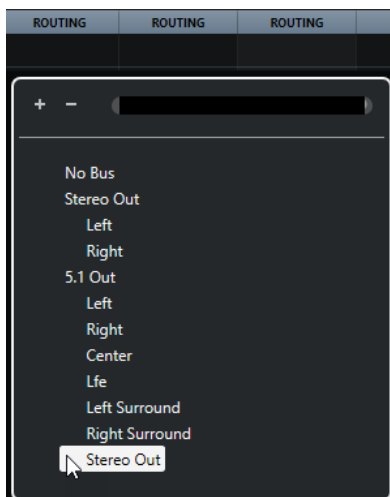 ROUTING ROUTING ROUTING
+ −
No Bus
Stereo Out
Left
Right
5.1 Out
Left
Right
Center
Lfe
Left Surround
Right Surround
Stereo Out